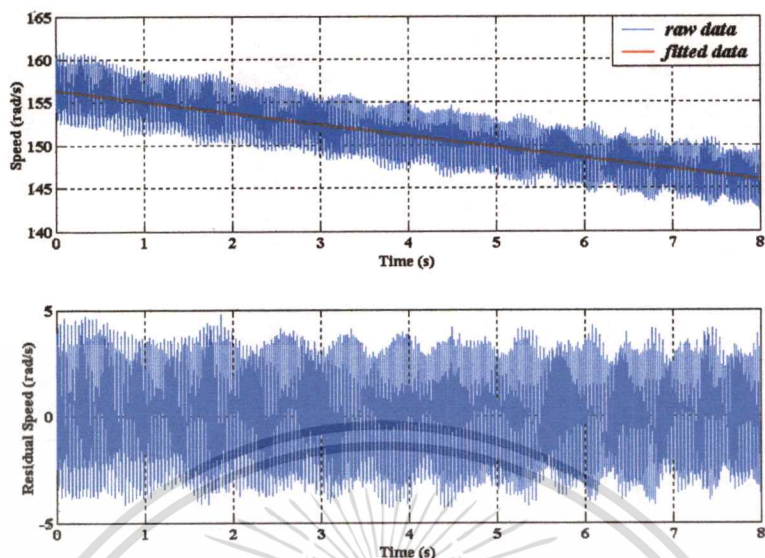 165
160
155
150
145
140
Speed (rad/s)
raw data
fitted data
0 1 2 3 4 5 6 7 8
Time (s)
5
0
-5
Residual Speed (rad/s)
0 1 2 3 4 5 6 7 8
Time (s)